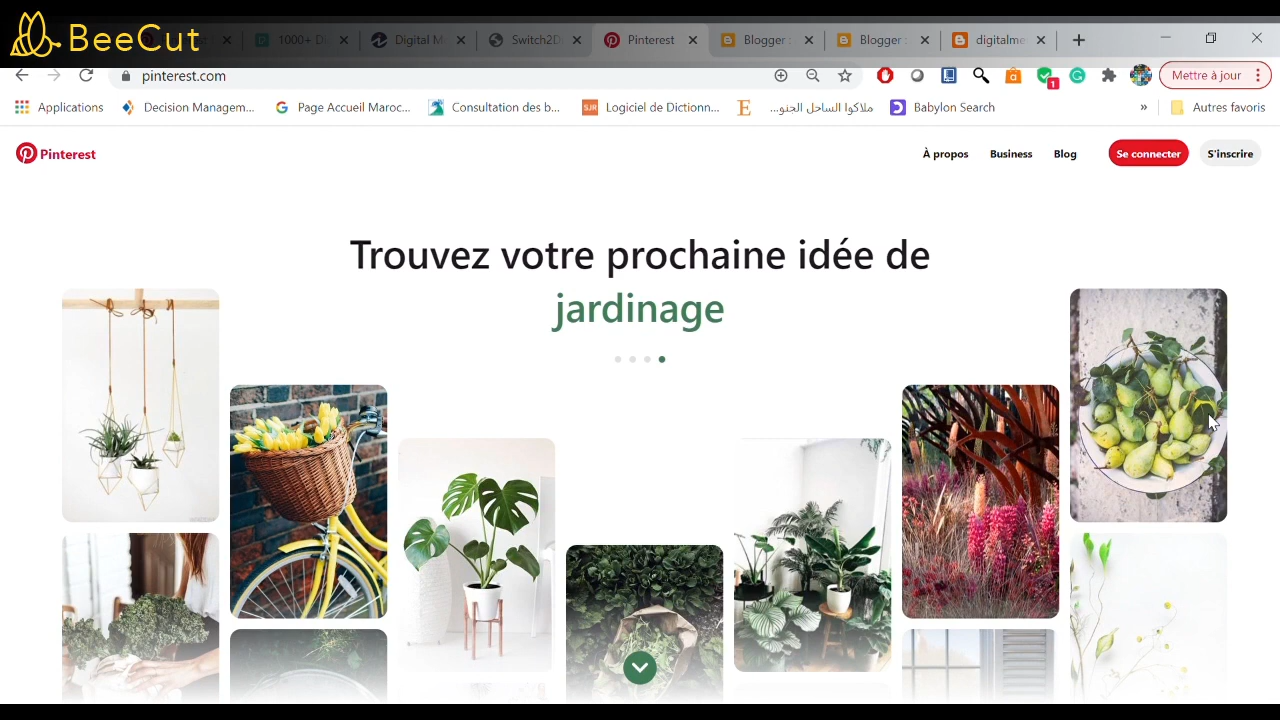 BeeCut
1000+ D
Digital M
Switch2D
Pinterest
Blogger :
Blogger :
digitalme
pinterest.com
1
Mettre à jour
Applications
Decision Managem...
Page Accueil Maroc...
Consultation des b...
SJR
Logiciel de Dictionn...
E
ملاكوا الساحل الجنو...
Babylon Search
»
Autres favoris
Pinterest
À propos
Business
Blog
Se connecter
S'inscrire
Trouvez votre prochaine idée de
jardinage